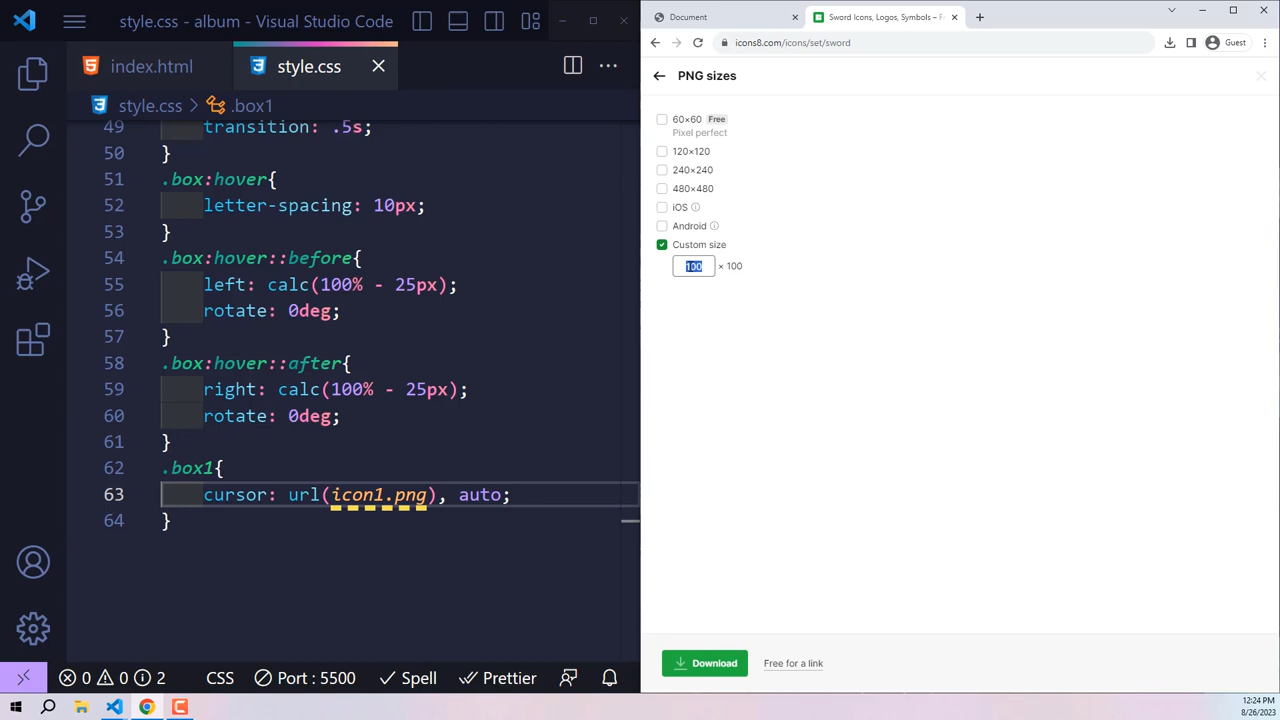 style.css - album - Visual Studio Code
index.html
style.css
style.css > .box1
49 transition: .5s;
50 }
51 .box:hover{
52 letter-spacing: 10px;
53 }
54 .box:hover::before{
55 left: calc(100% - 25px);
56 rotate: 0deg;
57 }
58 .box:hover::after{
59 right: calc(100% - 25px);
60 rotate: 0deg;
61 }
62 .box1{
63 cursor: url(icon1.png), auto;
64 }
0 0 2 CSS Port : 5500 Spell Prettier
Document
Sword Icons, Logos, Symbols – F
icons8.com/icons/set/sword
Guest
PNG sizes
60×60 Free
Pixel perfect
120×120
240×240
480×480
iOS
Android
Custom size
100 × 100
Download Free for a link
12:24 PM
8/26/2023